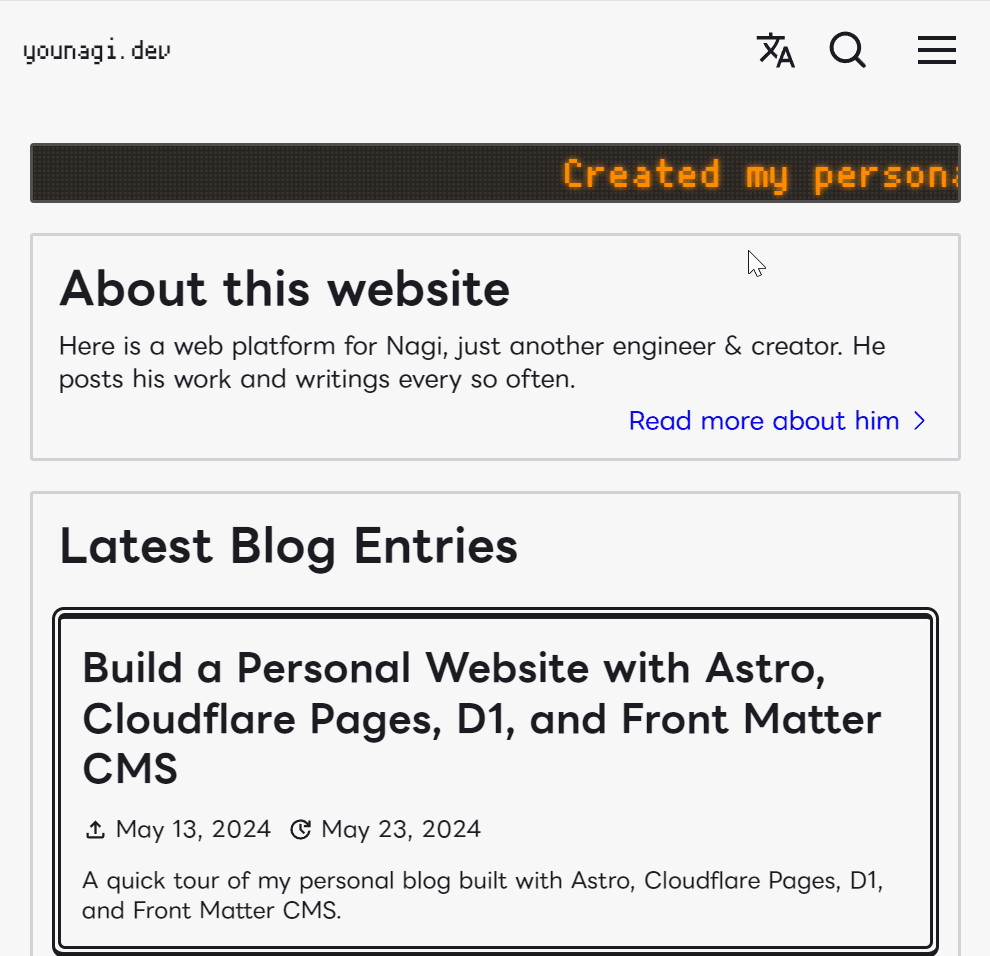 younagi.dev
Created my person
About this website
Here is a web platform for Nagi, just another engineer & creator. He
posts his work and writings every so often.
Read more about him
Latest Blog Entries
Build a Personal Website with Astro,
Cloudflare Pages, D1, and Front Matter
CMS
May 13, 2024 May 23, 2024
A quick tour of my personal blog built with Astro, Cloudflare Pages, D1,
and Front Matter CMS.